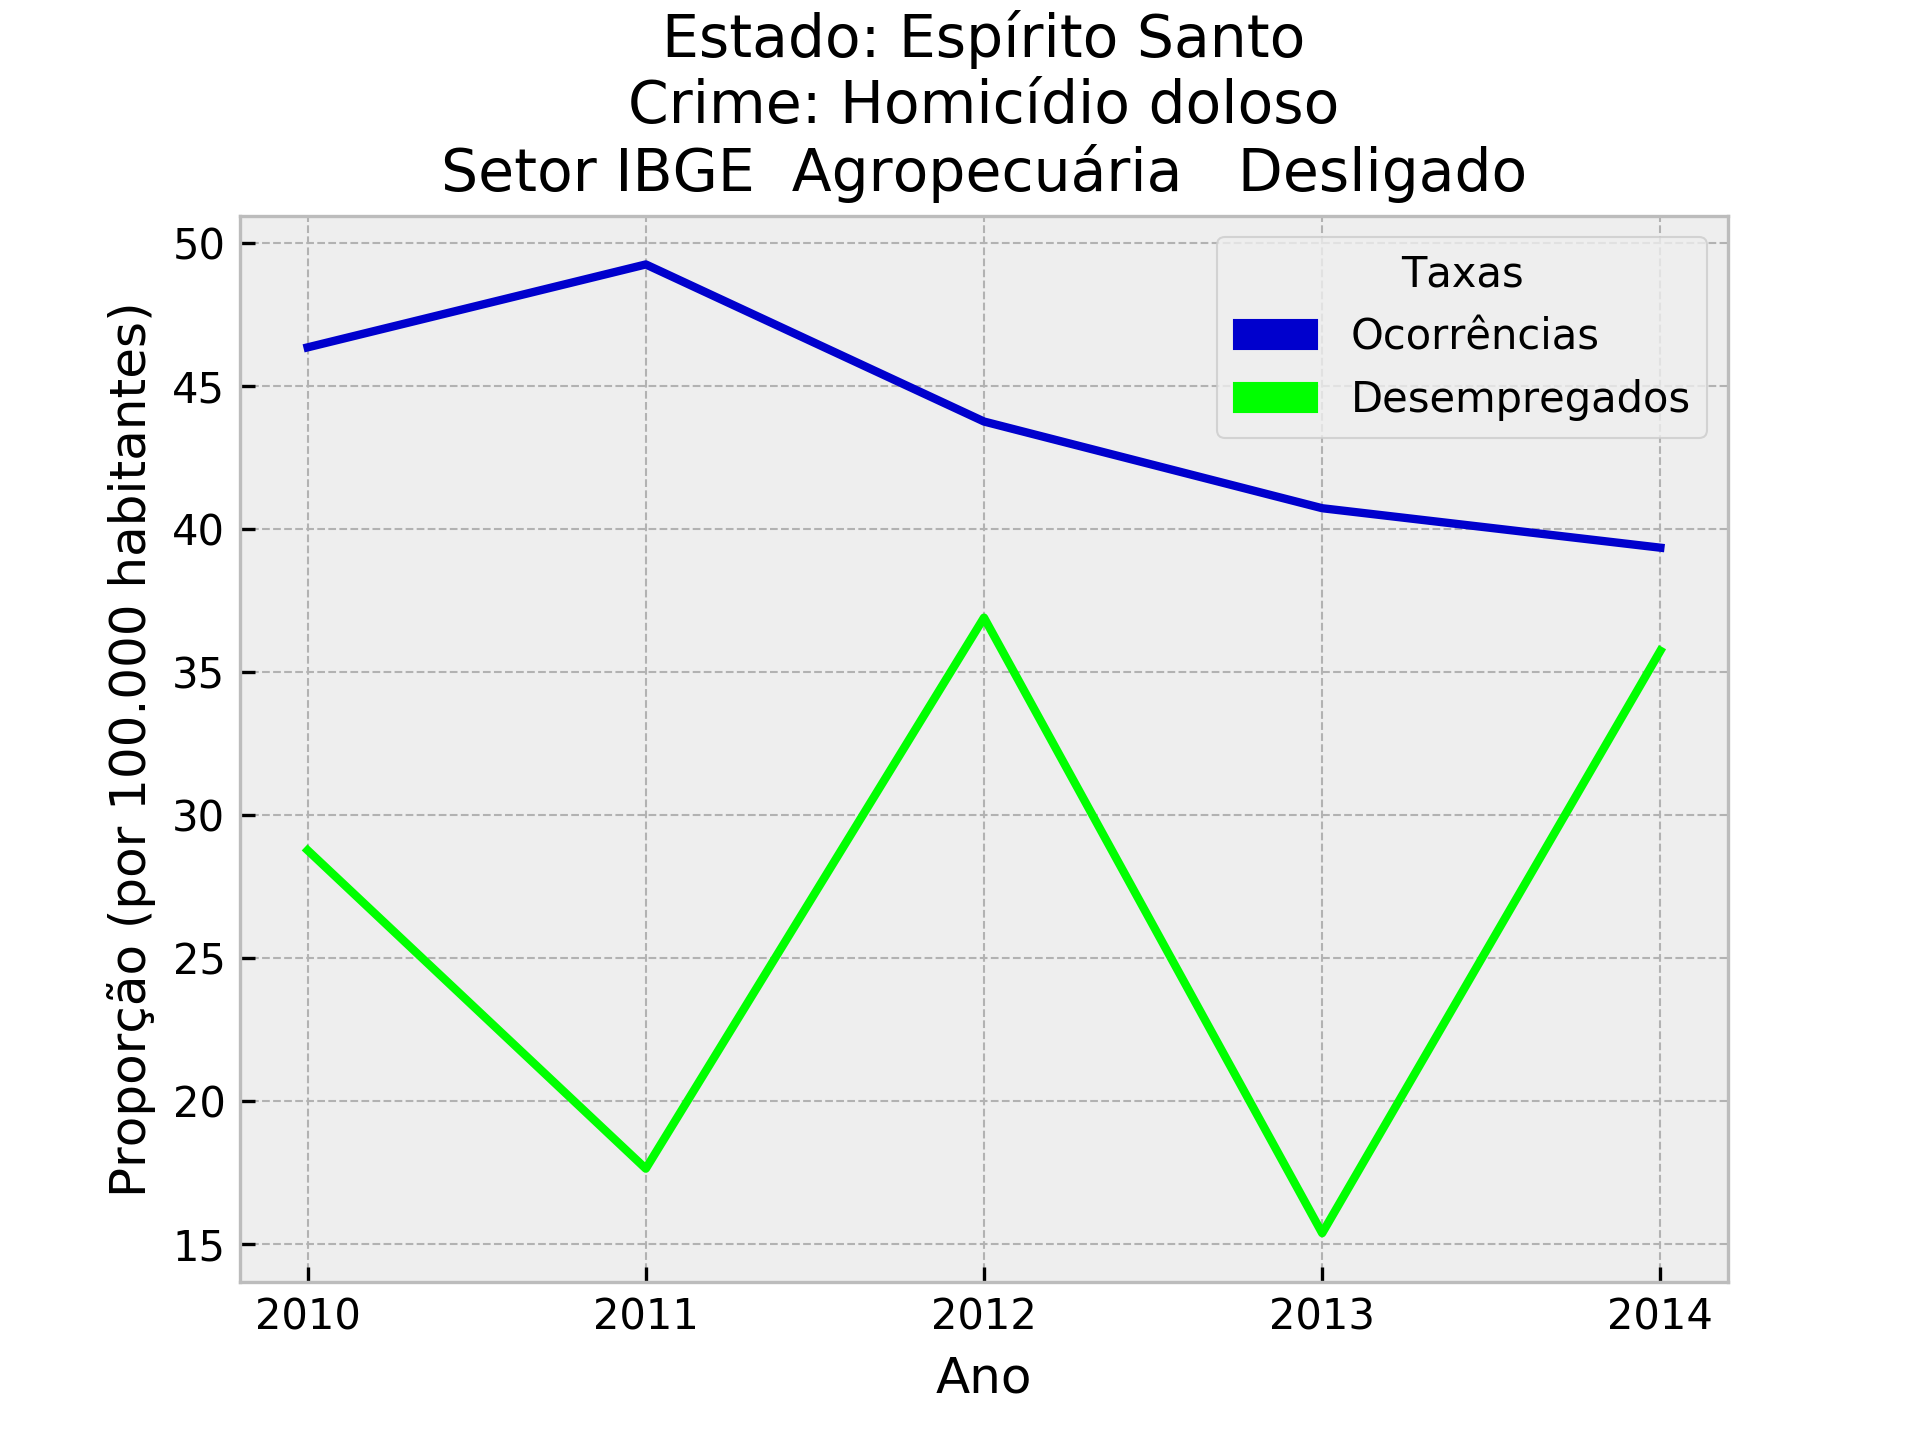 Estado: Espírito Santo
Crime: Homicídio doloso
Setor IBGE  Agropecuária   Desligado
Taxas
Ocorrências
Desempregados
Proporção (por 100.000 habitantes)
50
45
40
35
30
25
20
15
2010 2011 2012 2013 2014
Ano